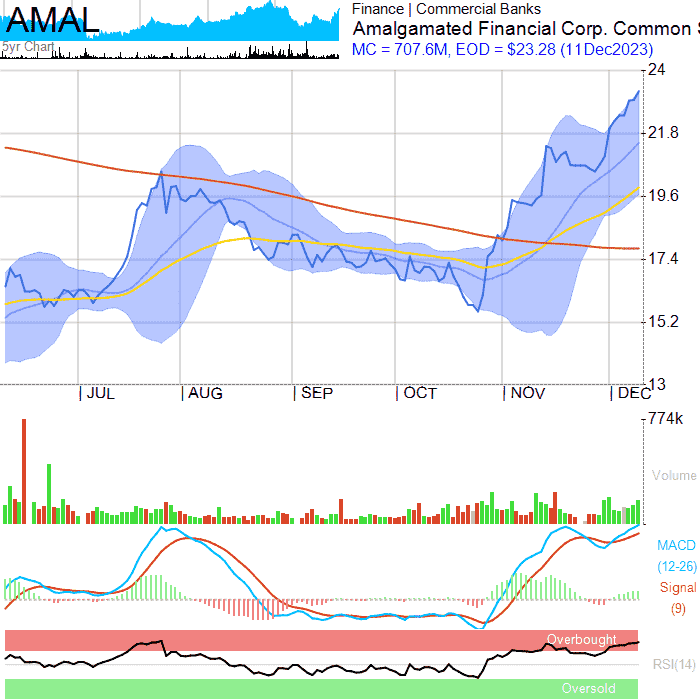 AMAL
5yr Chart
Finance | Commercial Banks
Amalgamated Financial Corp. Common S
MC = 707.6M, EOD = $23.28 (11Dec2023)
24
21.8
19.6
17.4
15.2
13
JUL AUG SEP OCT NOV DEC
774k
Volume
MACD
(12-26)
Signal
(9)
Overbought
RSI(14)
Oversold